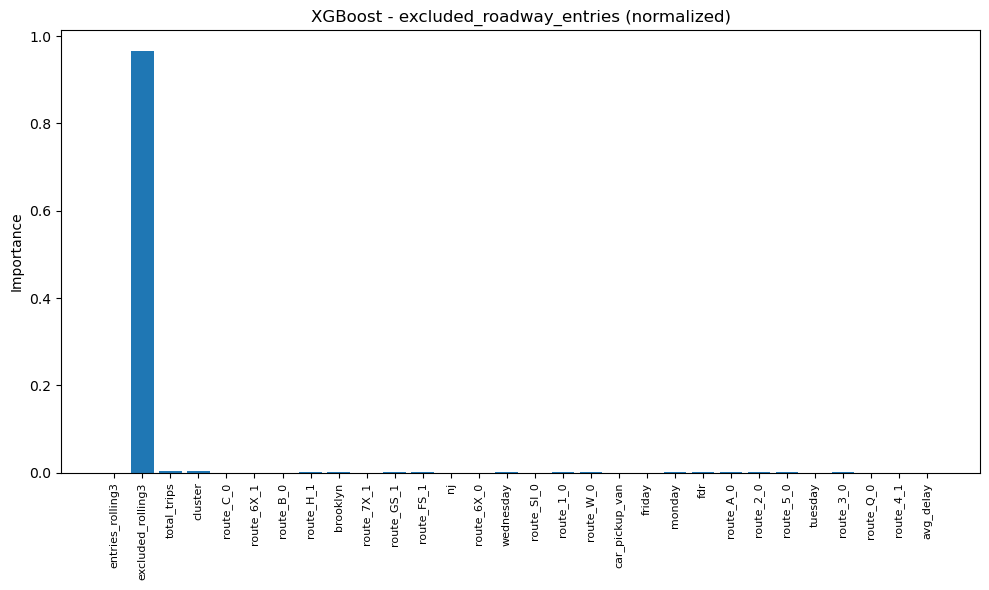 XGBoost - excluded_roadway_entries (normalized)
Importance
1.0
0.8
0.6
0.4
0.2
0.0
entries_rolling3
excluded_rolling3
total_trips
cluster
route_C_0
route_6X_1
route_B_0
route_H_1
brooklyn
route_7X_1
route_GS_1
route_FS_1
nj
route_6X_0
wednesday
route_SI_0
route_1_0
route_W_0
car_pickup_van
friday
monday
fdr
route_A_0
route_2_0
route_5_0
tuesday
route_3_0
route_Q_0
route_4_1
avg_delay